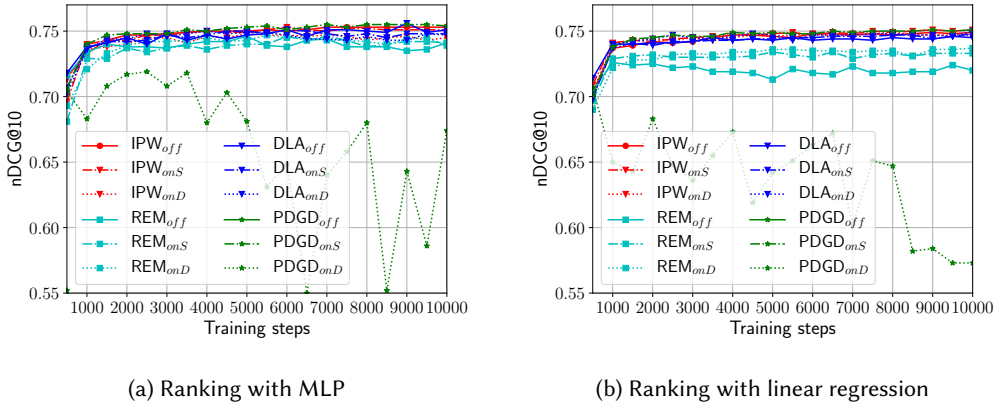 0.75
0.70
0.65
0.60
0.55
nDCG@10
IPW_off
IPW_onS
IPW_onD
REM_off
REM_onS
REM_onD
DLA_off
DLA_onS
DLA_onD
PDGD_off
PDGD_onS
PDGD_onD
1000 2000 3000 4000 5000 6000 7000 8000 9000 10000
Training steps
(a) Ranking with MLP
0.75
0.70
0.65
0.60
0.55
nDCG@10
IPW_off
IPW_onS
IPW_onD
REM_off
REM_onS
REM_onD
DLA_off
DLA_onS
DLA_onD
PDGD_off
PDGD_onS
PDGD_onD
1000 2000 3000 4000 5000 6000 7000 8000 9000 10000
Training steps
(b) Ranking with linear regression